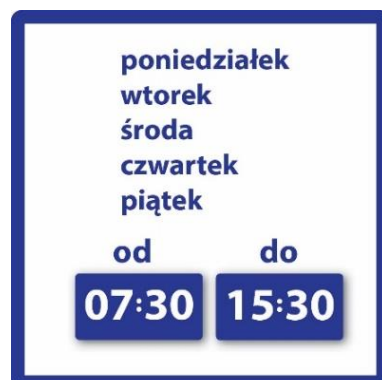 poniedziałek
wtorek
środa
czwartek
piątek
od do
07:30 15:30